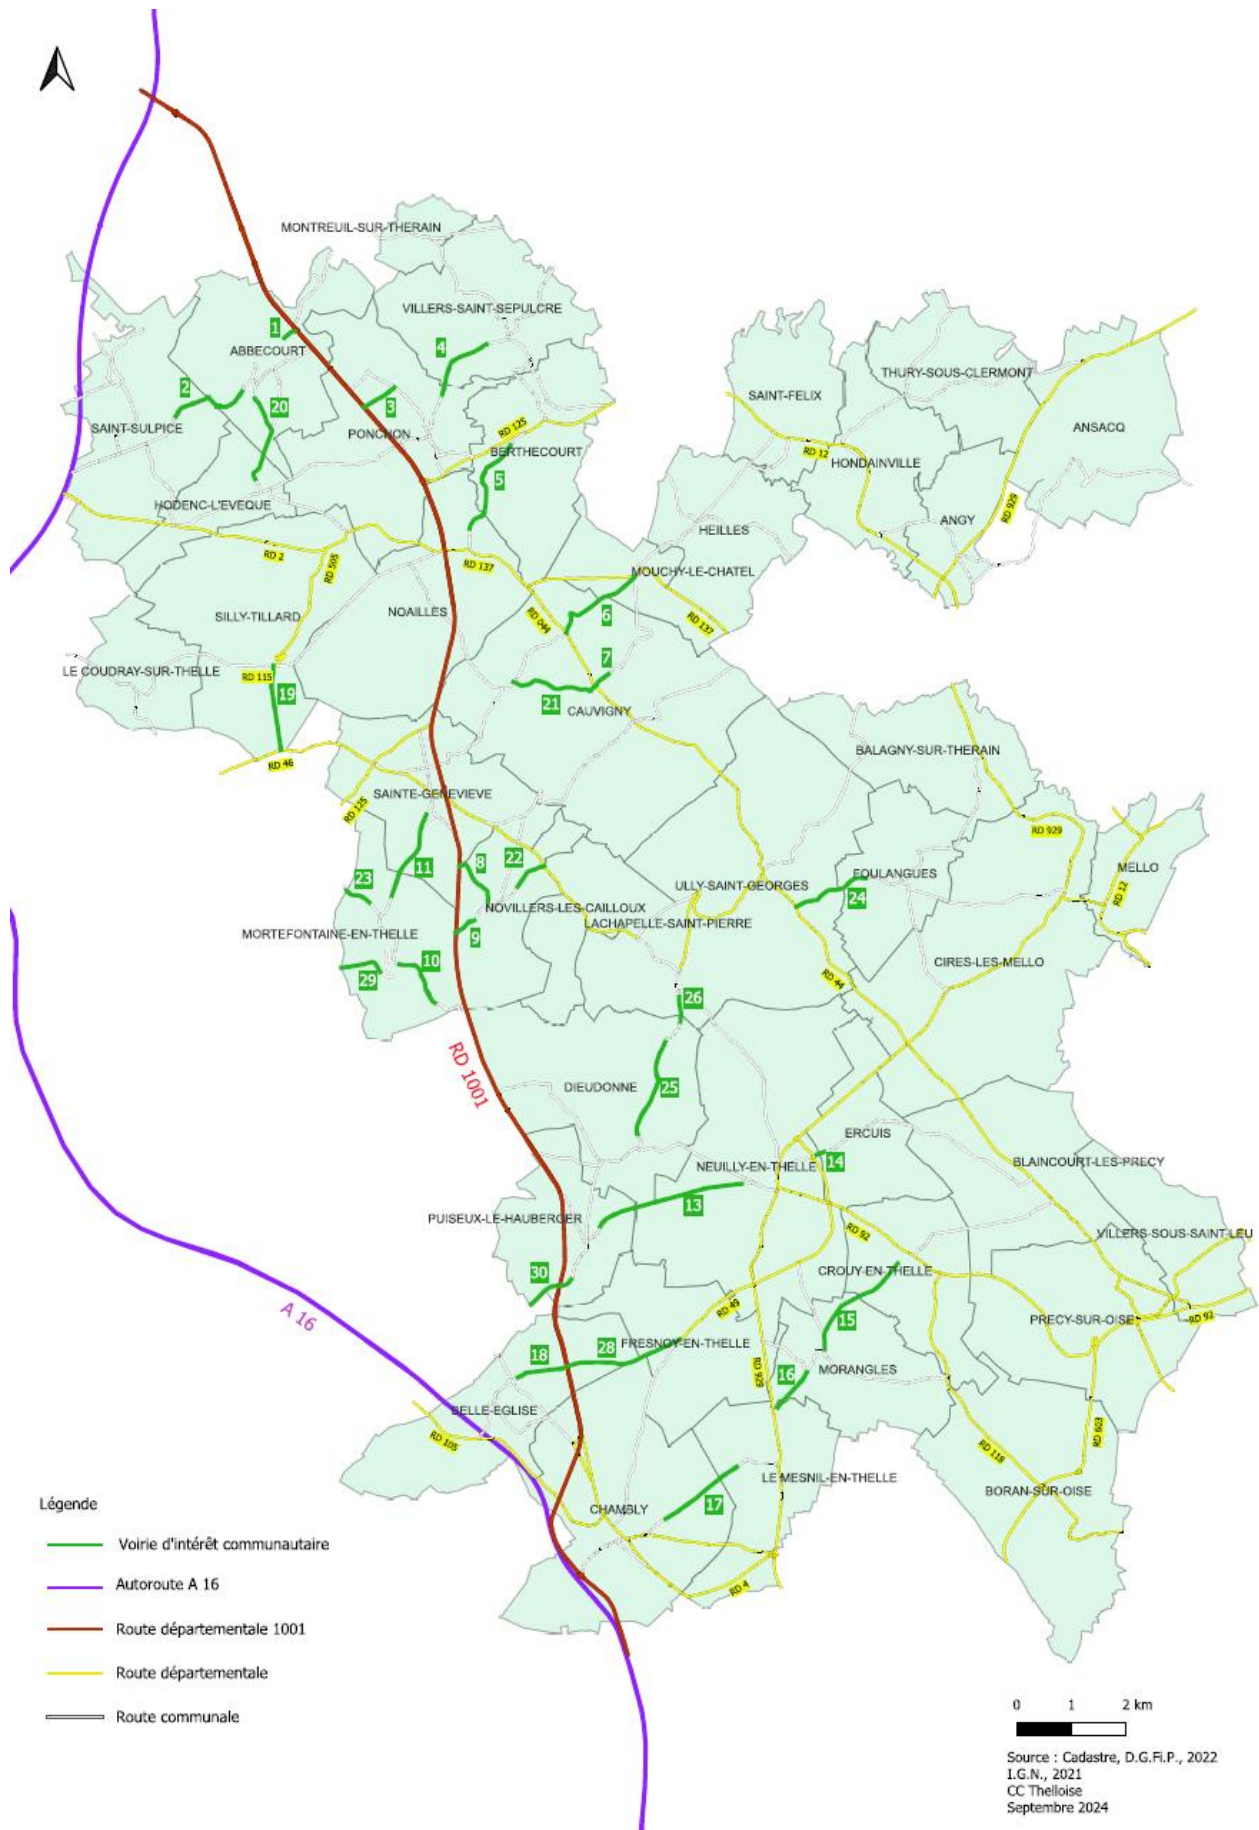 MONTREUIL-SUR-THERAIN
VILLERS-SAINT-SEPULCRE
1
ABBECOURT
4
THURY-SOUS-CLERMONT
2
20
3
SAINT-FELIX
SAINT-SULPICE
PONCHON
RD 125
ANSACQ
BERTHECOURT
RD 12
HONDAINVILLE
5
HODENC-L'EVEQUE
RD 929
ANGY
HEILLES
RD 2
RD 505
RD 137
MOUCHY-LE-CHATEL
SILLY-TILLARD
NOAILLES
RD 044
6
RD 137
LE COUDRAY-SUR-THELLE
RD 115
7
19
21
CAUVIGNY
RD 46
BALAGNY-SUR-THERAIN
SAINTE-GENEVIEVE
RD 125
RD 929
8
22
11
MELLO
23
FOULANGUES
ULLY-SAINT-GEORGES
RD 12
24
NOVILLERS-LES-CAILLOUX
LACHAPELLE-SAINT-PIERRE
MORTEFONTAINE-EN-THELLE
9
10
29
CIRES-LES-MELLO
RD 44
26
RD 1001
DIEUDONNE
25
ERCUIS
14
NEUILLY-EN-THELLE
BLAINCOURT-LES-PRECY
13
PUISEUX-LE-HAUBERGER
RD 92
VILLERS-SOUS-SAINT-LEU
30
CROUY-EN-THELLE
A 16
RD 49
15
PRECY-SUR-OISE
RD 92
28
FRESNOY-EN-THELLE
18
RD 929
16
MORANGLES
BELLE-EGLISE
RD 105
RD 603
RD 118
LE MESNIL-EN-THELLE
BORAN-SUR-OISE
17
CHAMBLY
RD 4
Légende
Voirie d'intérêt communautaire
Autoroute A 16
Route départementale 1001
Route départementale
Route communale
0 1 2 km
Source : Cadastre, D.G.Fi.P., 2022
I.G.N., 2021
CC Thelloise
Septembre 2024